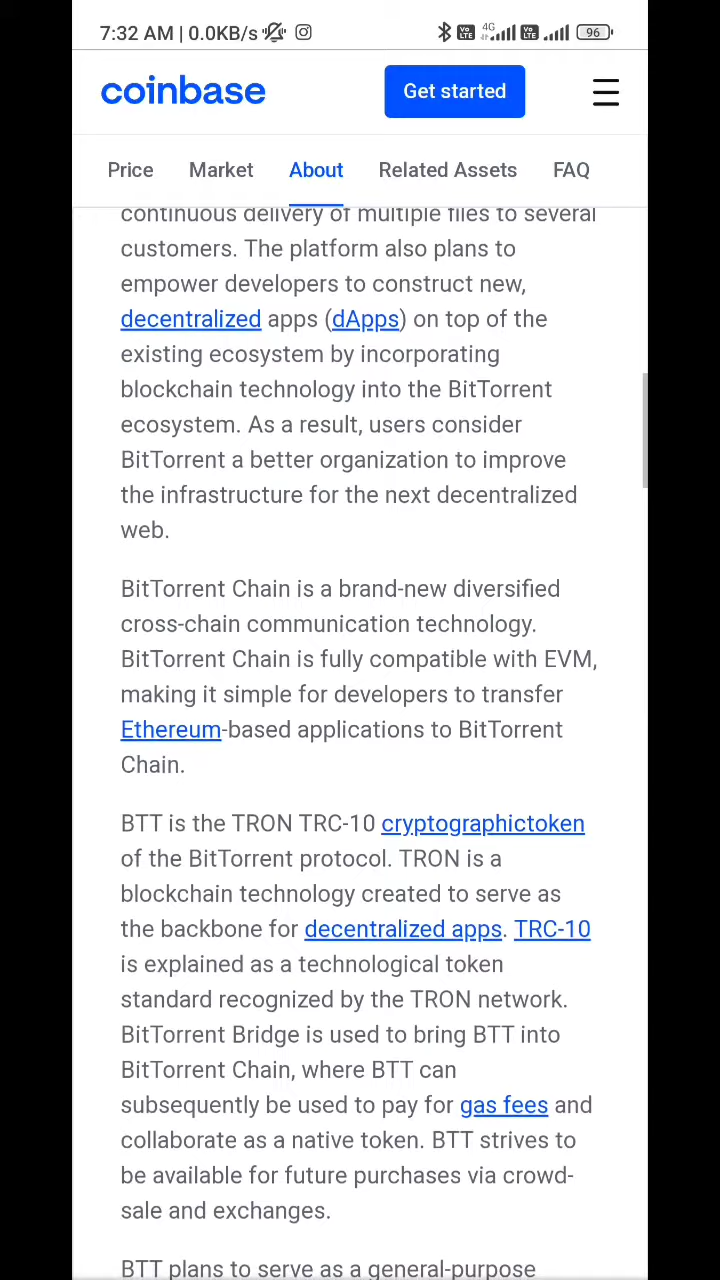 7:32 AM | 0.0KB/s
Vo LTE 4G Vo LTE 96
coinbase
Get started
Price Market About Related Assets FAQ
continuous delivery of multiple files to several
customers. The platform also plans to
empower developers to construct new,
decentralized apps (dApps) on top of the
existing ecosystem by incorporating
blockchain technology into the BitTorrent
ecosystem. As a result, users consider
BitTorrent a better organization to improve
the infrastructure for the next decentralized
web.
BitTorrent Chain is a brand-new diversified
cross-chain communication technology.
BitTorrent Chain is fully compatible with EVM,
making it simple for developers to transfer
Ethereum-based applications to BitTorrent
Chain.
BTT is the TRON TRC-10 cryptographictoken
of the BitTorrent protocol. TRON is a
blockchain technology created to serve as
the backbone for decentralized apps. TRC-10
is explained as a technological token
standard recognized by the TRON network.
BitTorrent Bridge is used to bring BTT into
BitTorrent Chain, where BTT can
subsequently be used to pay for gas fees and
collaborate as a native token. BTT strives to
be available for future purchases via crowd-
sale and exchanges.
BTT plans to serve as a general-purpose